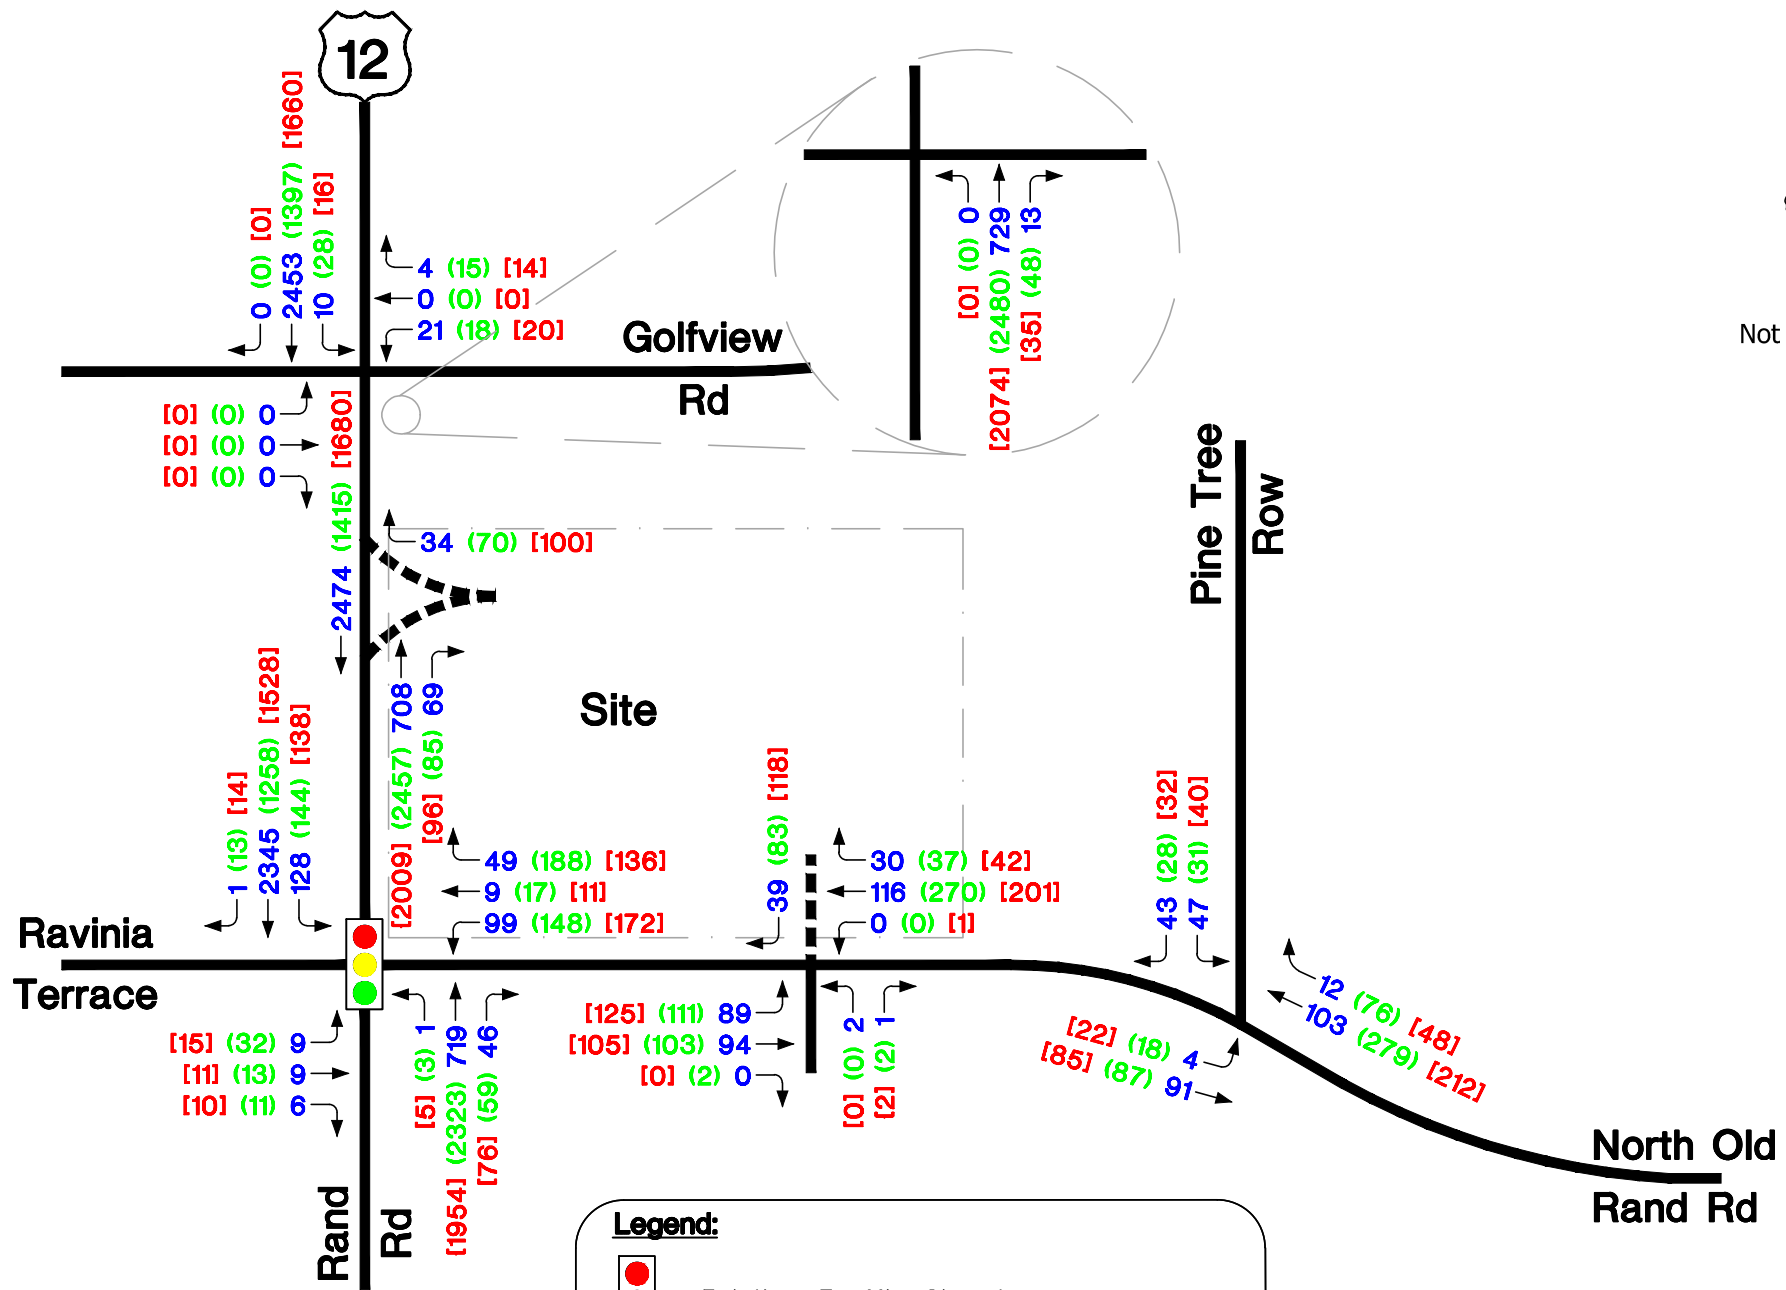 12
0 (0) [0]
2453 (1397) [1660]
10 (28) [16]
4 (15) [14]
0 (0) [0]
21 (18) [20]
Golfview
Rd
[0] (0) 0
[2074] (2480) 729
[35] (48) 13
Not
[0] (0) 0
[0] (0) 0
[0] (0) 0
2474 (1415) [1680]
34 (70) [100]
Pine Tree
Row
[2009] (2457) 708
[96] (85) 69
Site
1 (13) [14]
2345 (1258) [1528]
128 (144) [138]
49 (188) [136]
9 (17) [11]
99 (148) [172]
39 (83) [118]
30 (37) [42]
116 (270) [201]
0 (0) [1]
43 (28) [32]
47 (31) [40]
Ravinia
Terrace
[15] (32) 9
[11] (13) 9
[10] (11) 6
[5] (3) 1
[1954] (2323) 719
[76] (59) 46
[125] (111) 89
[105] (103) 94
[0] (2) 0
[0] (0) 2
[2] (2) 1
[22] (18) 4
[85] (87) 91
12 (76) [48]
103 (279) [212]
North Old
Rand Rd
Rand
Rd
Legend: